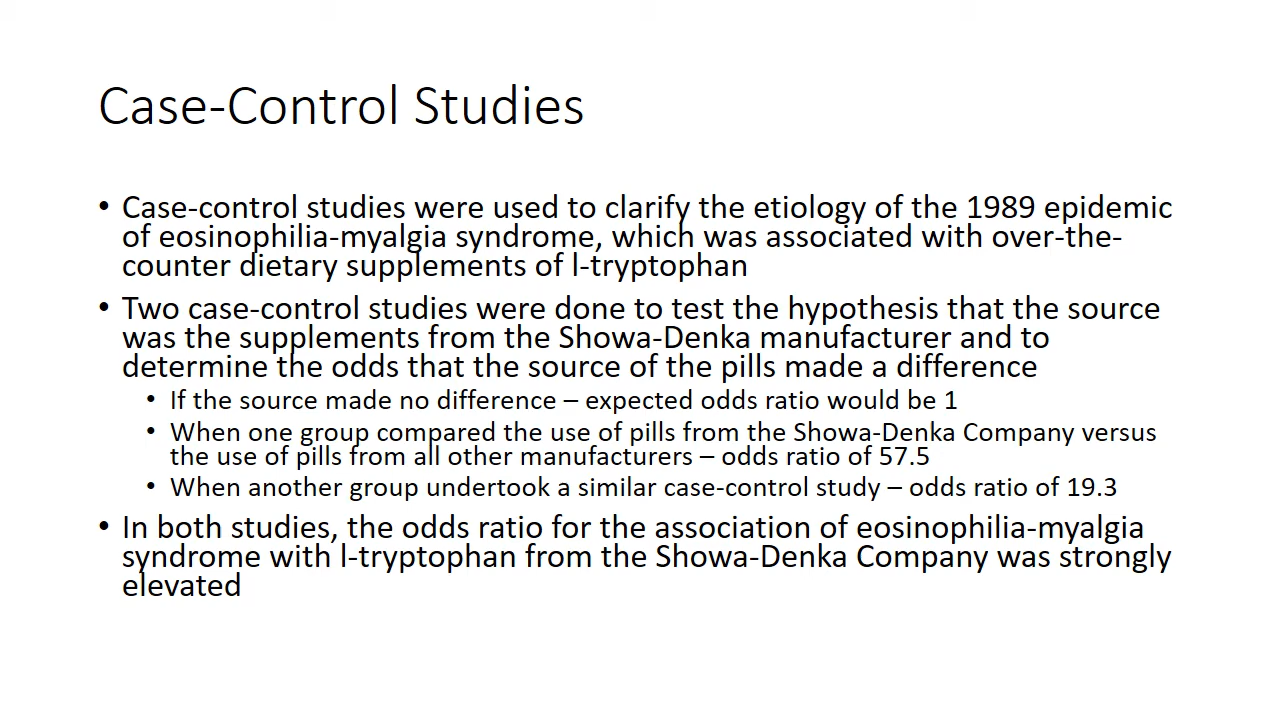 Case-Control Studies
• Case-control studies were used to clarify the etiology of the 1989 epidemic
of eosinophilia-myalgia syndrome, which was associated with over-the-
counter dietary supplements of l-tryptophan
• Two case-control studies were done to test the hypothesis that the source
was the supplements from the Showa-Denka manufacturer and to
determine the odds that the source of the pills made a difference
• If the source made no difference – expected odds ratio would be 1
• When one group compared the use of pills from the Showa-Denka Company versus
the use of pills from all other manufacturers – odds ratio of 57.5
• When another group undertook a similar case-control study – odds ratio of 19.3
• In both studies, the odds ratio for the association of eosinophilia-myalgia
syndrome with l-tryptophan from the Showa-Denka Company was strongly
elevated